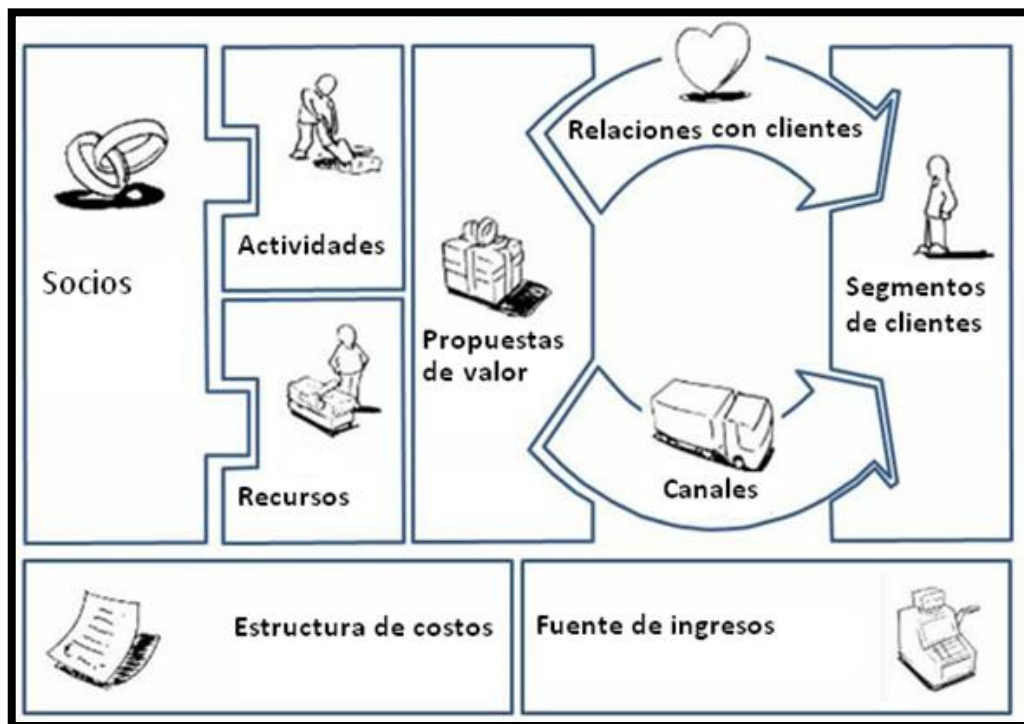 Socios
Actividades
Recursos
Propuestas
de valor
Relaciones con clientes
Canales
Segmentos
de clientes
Estructura de costos
Fuente de ingresos